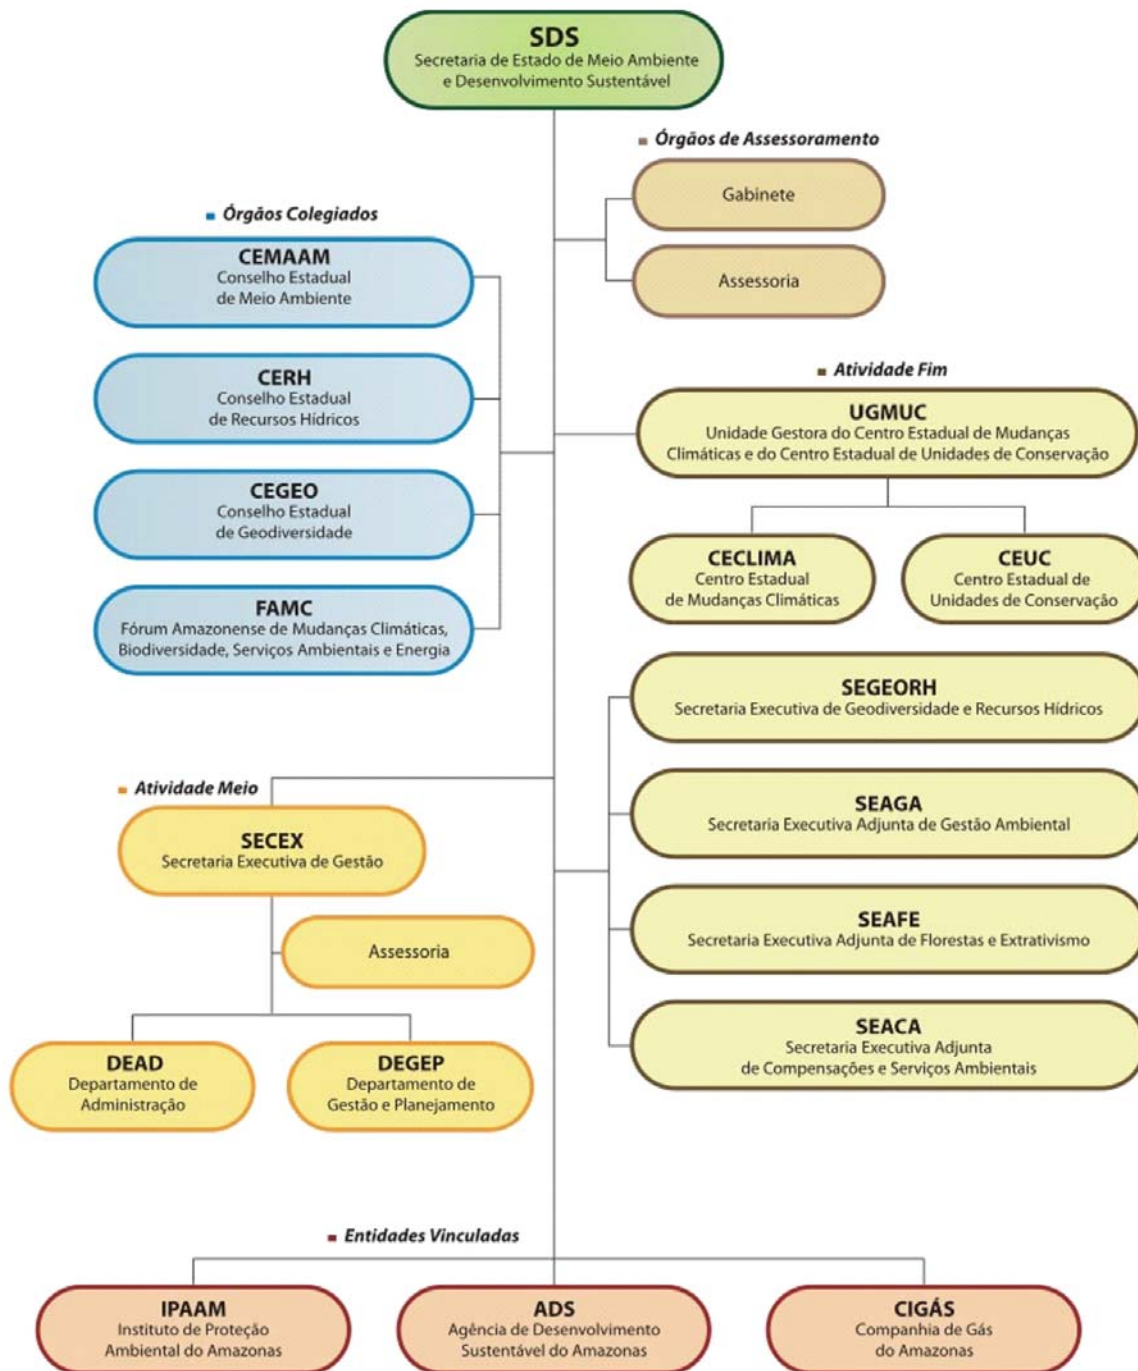 SDS
Secretaria de Estado de Meio Ambiente
e Desenvolvimento Sustentável
Órgãos de Assessoramento
Gabinete
Assessoria
Órgãos Colegiados
CEMAAM
Conselho Estadual
de Meio Ambiente
CERH
Conselho Estadual
de Recursos Hídricos
CEGEO
Conselho Estadual
de Geodiversidade
FAMC
Fórum Amazonense de Mudanças Climáticas,
Biodiversidade, Serviços Ambientais e Energia
Atividade Fim
UGMUC
Unidade Gestora do Centro Estadual de Mudanças
Climáticas e do Centro Estadual de Unidades de Conservação
CECLIMA
Centro Estadual
de Mudanças Climáticas
CEUC
Centro Estadual de
Unidades de Conservação
SEGEORH
Secretaria Executiva de Geodiversidade e Recursos Hídricos
SEAGA
Secretaria Executiva Adjunta de Gestão Ambiental
SEAFE
Secretaria Executiva Adjunta de Florestas e Extrativismo
SEACA
Secretaria Executiva Adjunta
de Compensações e Serviços Ambientais
Atividade Meio
SECEX
Secretaria Executiva de Gestão
Assessoria
DEAD
Departamento de
Administração
DEGEP
Departamento de
Gestão e Planejamento
Entidades Vinculadas
IPAAM
Instituto de Proteção
Ambiental do Amazonas
ADS
Agência de Desenvolvimento
Sustentável do Amazonas
CIGÁS
Companhia de Gás
do Amazonas